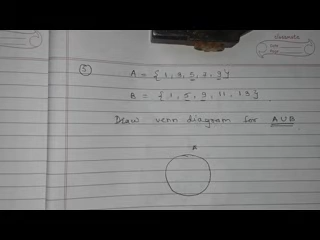 5
A = { 1, 3, 5, 7, 9 }
A = { 1, 5, 9, 11, 13 }
Draw venn diagram for A∪B
A